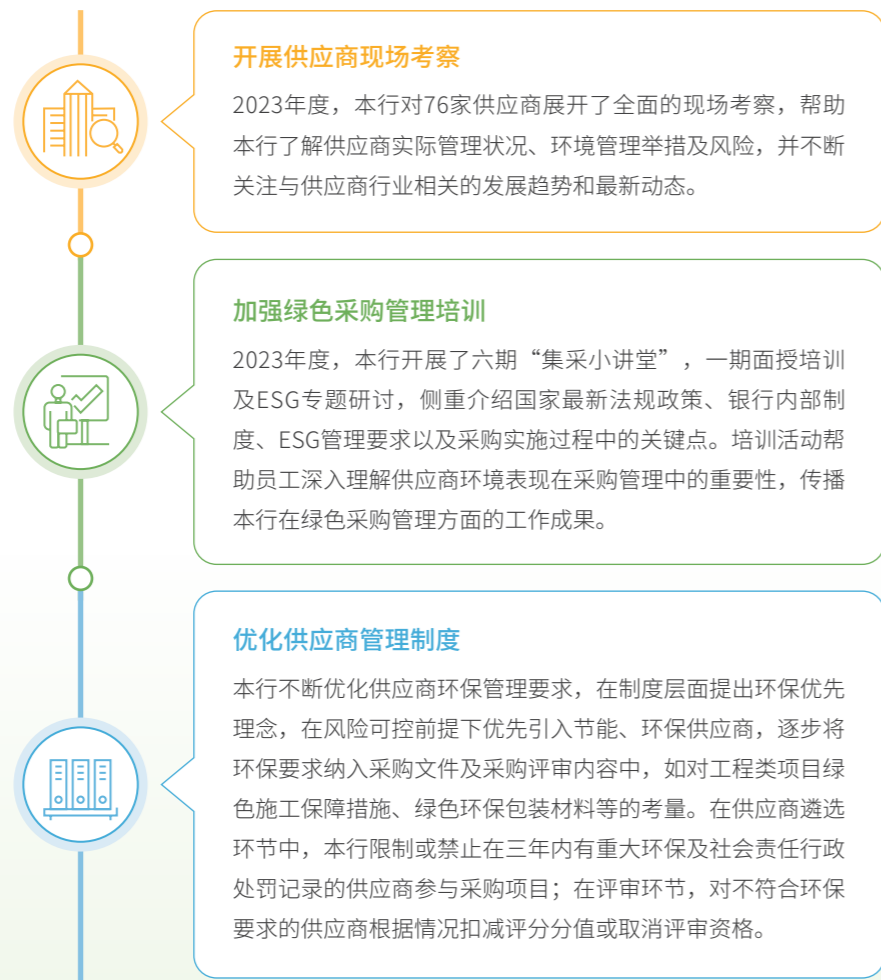 开展供应商现场考察
2023年度，本行对76家供应商展开了全面的现场考察，帮助
本行了解供应商实际管理状况、环境管理举措及风险，并不断
关注与供应商行业相关的发展趋势和最新动态。
加强绿色采购管理培训
2023年度，本行开展了六期“集采小讲堂”，一期面授培训
及ESG专题研讨，侧重介绍国家最新法规政策、银行内部制
度、ESG管理要求以及采购实施过程中的关键点。培训活动帮
助员工深入理解供应商环境表现在采购管理中的重要性，传播
本行在绿色采购管理方面的工作成果。
优化供应商管理制度
本行不断优化供应商环保管理要求，在制度层面提出环保优先
理念，在风险可控前提下优先引入节能、环保供应商，逐步将
环保要求纳入采购文件及采购评审内容中，如对工程类项目绿
色施工保障措施、绿色环保包装材料等的考量。在供应商遴选
环节中，本行限制或禁止在三年内有重大环保及社会责任行政
处罚记录的供应商参与采购项目；在评审环节，对不符合环保
要求的供应商根据情况扣减评分分值或取消评审资格。